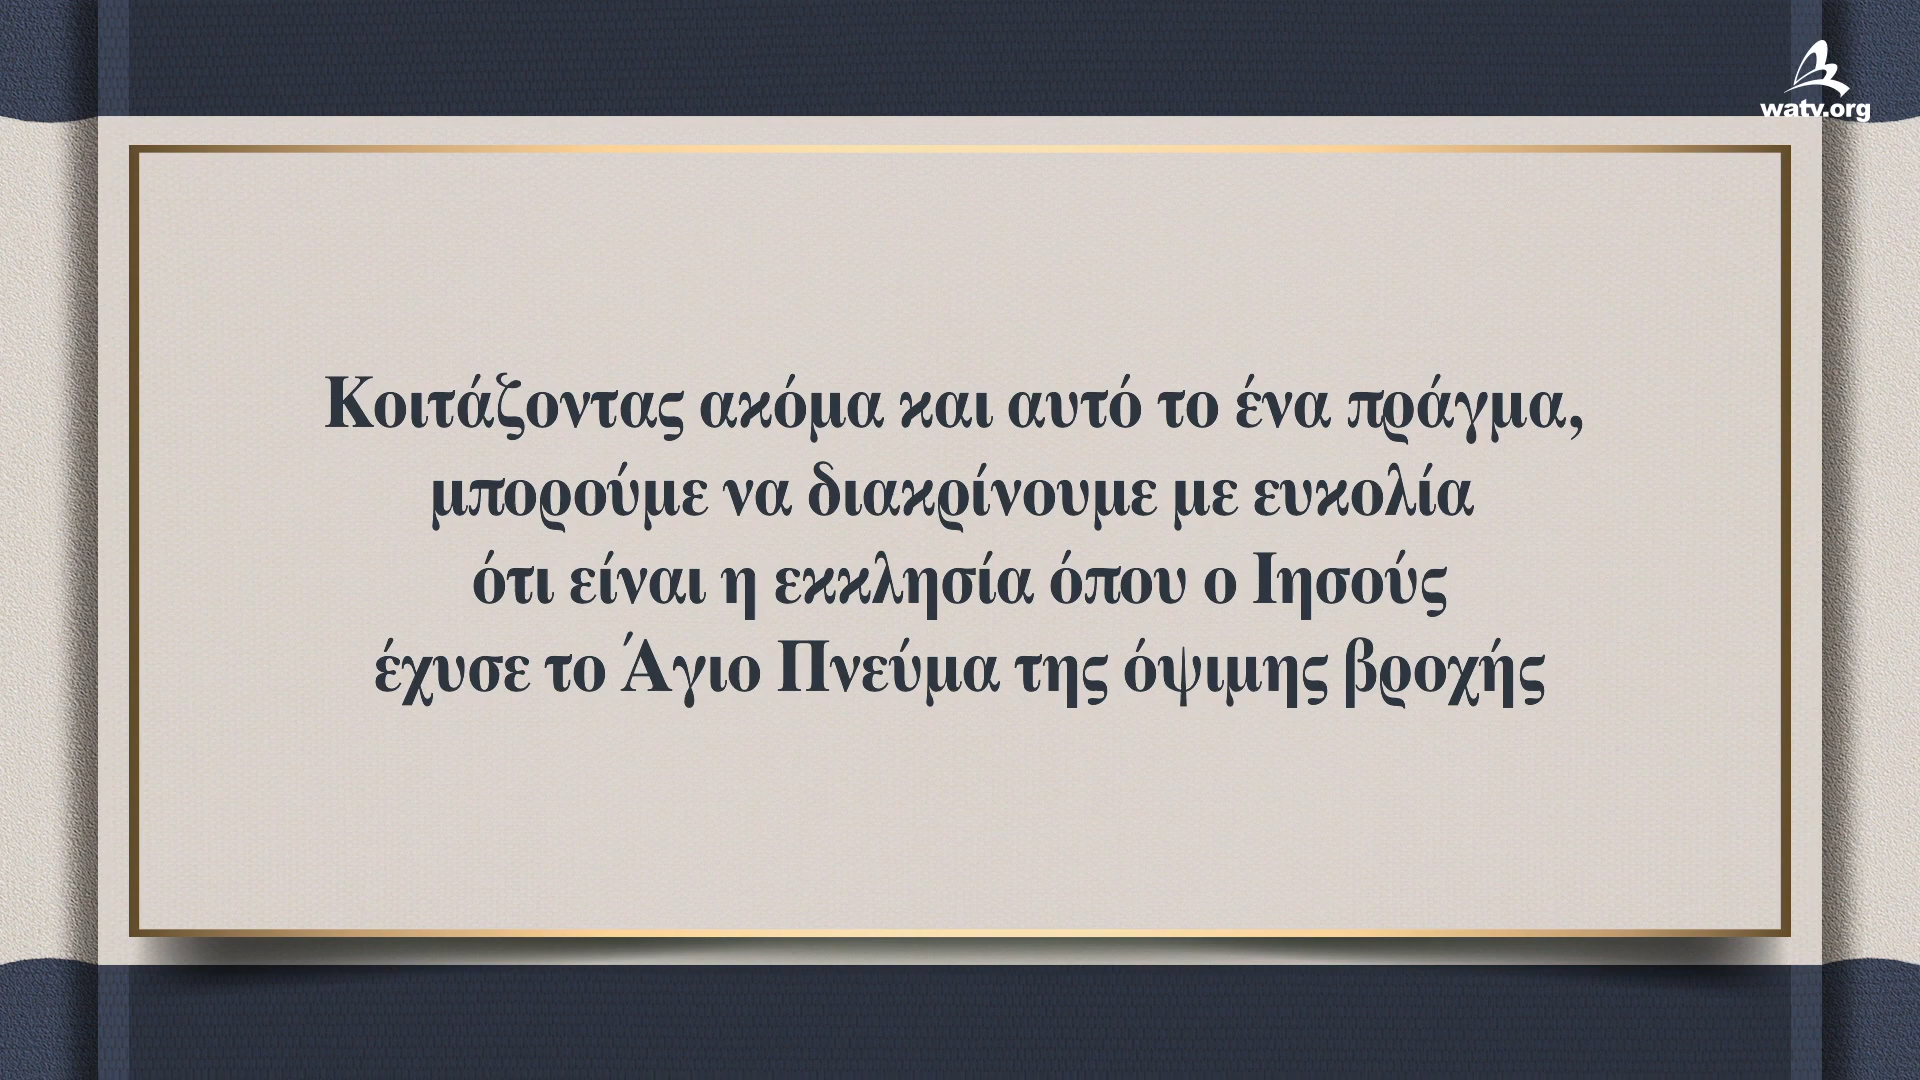 watv.org
Κοιτάζοντας ακόμα και αυτό το ένα πράγμα,
μπορούμε να διακρίνουμε με ευκολία
ότι είναι η εκκλησία όπου ο Ιησούς
έχυσε το Άγιο Πνεύμα της όψιμης βροχής